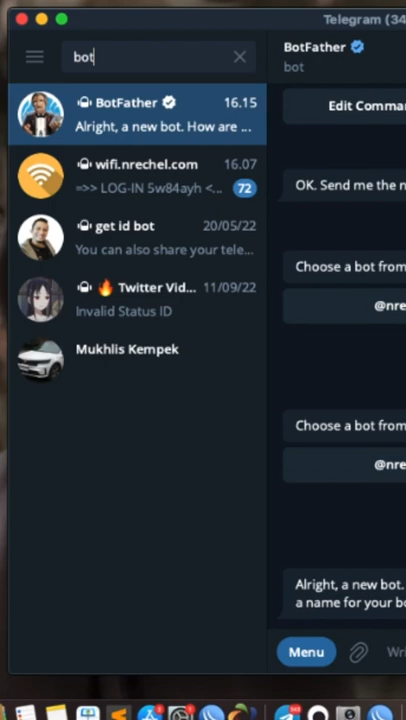 Telegram (34
bot
BotFather
16.15
Alright, a new bot. How are ...
wifi.nrechel.com
16.07
=>> LOG-IN 5w84ayh <...
72
get id bot
20/05/22
You can also share your tele...
Twitter Vid...
11/09/22
Invalid Status ID
Mukhlis Kempek
BotFather
bot
Edit Comma
OK. Send me the n
Choose a bot from
@nre
Choose a bot from
@nre
Alright, a new bot.
a name for your b
Menu
Wri